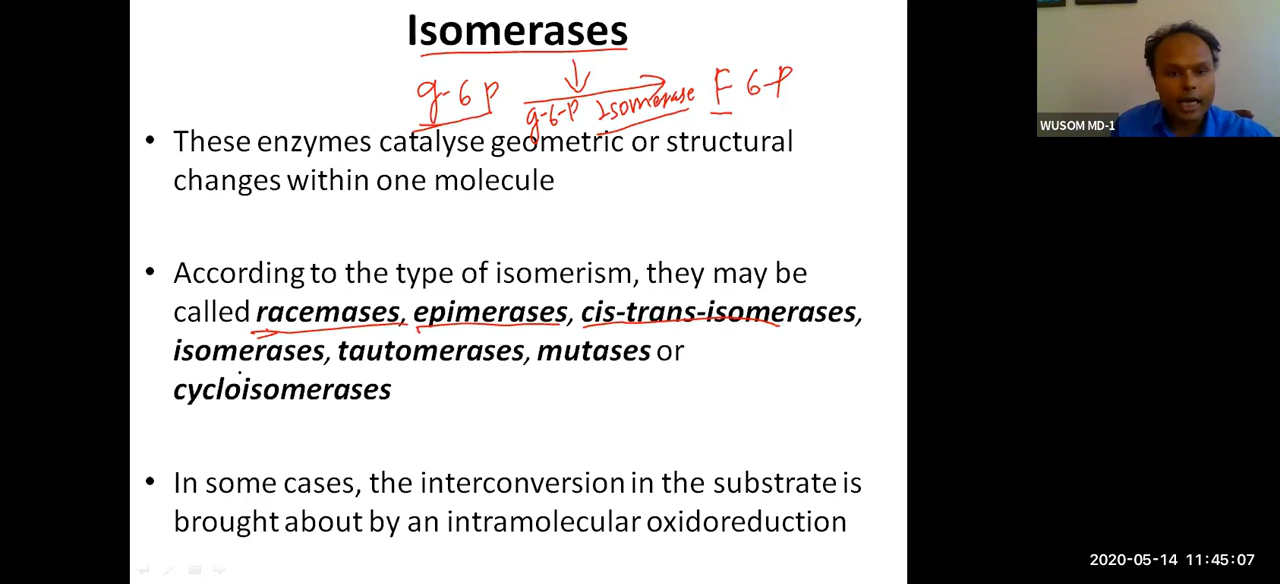 Isomerases
g-6 p g-6-p Isomerase F 6-P
• These enzymes catalyse geometric or structural
changes within one molecule
• According to the type of isomerism, they may be
called racemases, epimerases, cis-trans-isomerases,
isomerases, tautomerases, mutases or
cycloisomerases
• In some cases, the interconversion in the substrate is
brought about by an intramolecular oxidoreduction
WUSOM MD-1
2020-05-14 11:45:07